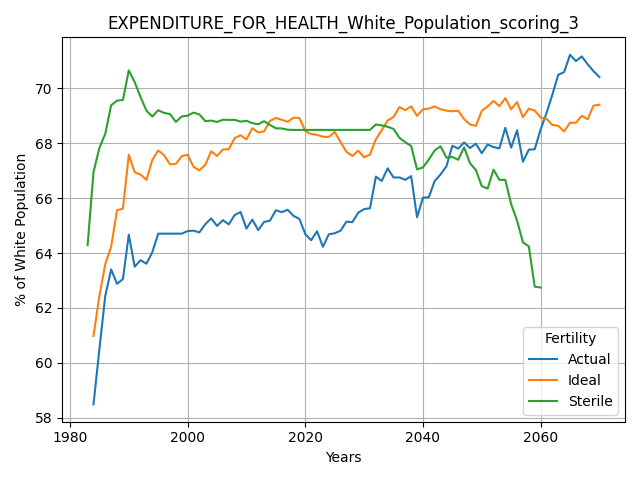 EXPENDITURE_FOR_HEALTH_White_Population_scoring_3
% of White Population
70
68
66
64
62
60
58
1980
2000
2020
2040
2060
Years
Fertility
Actual
Ideal
Sterile